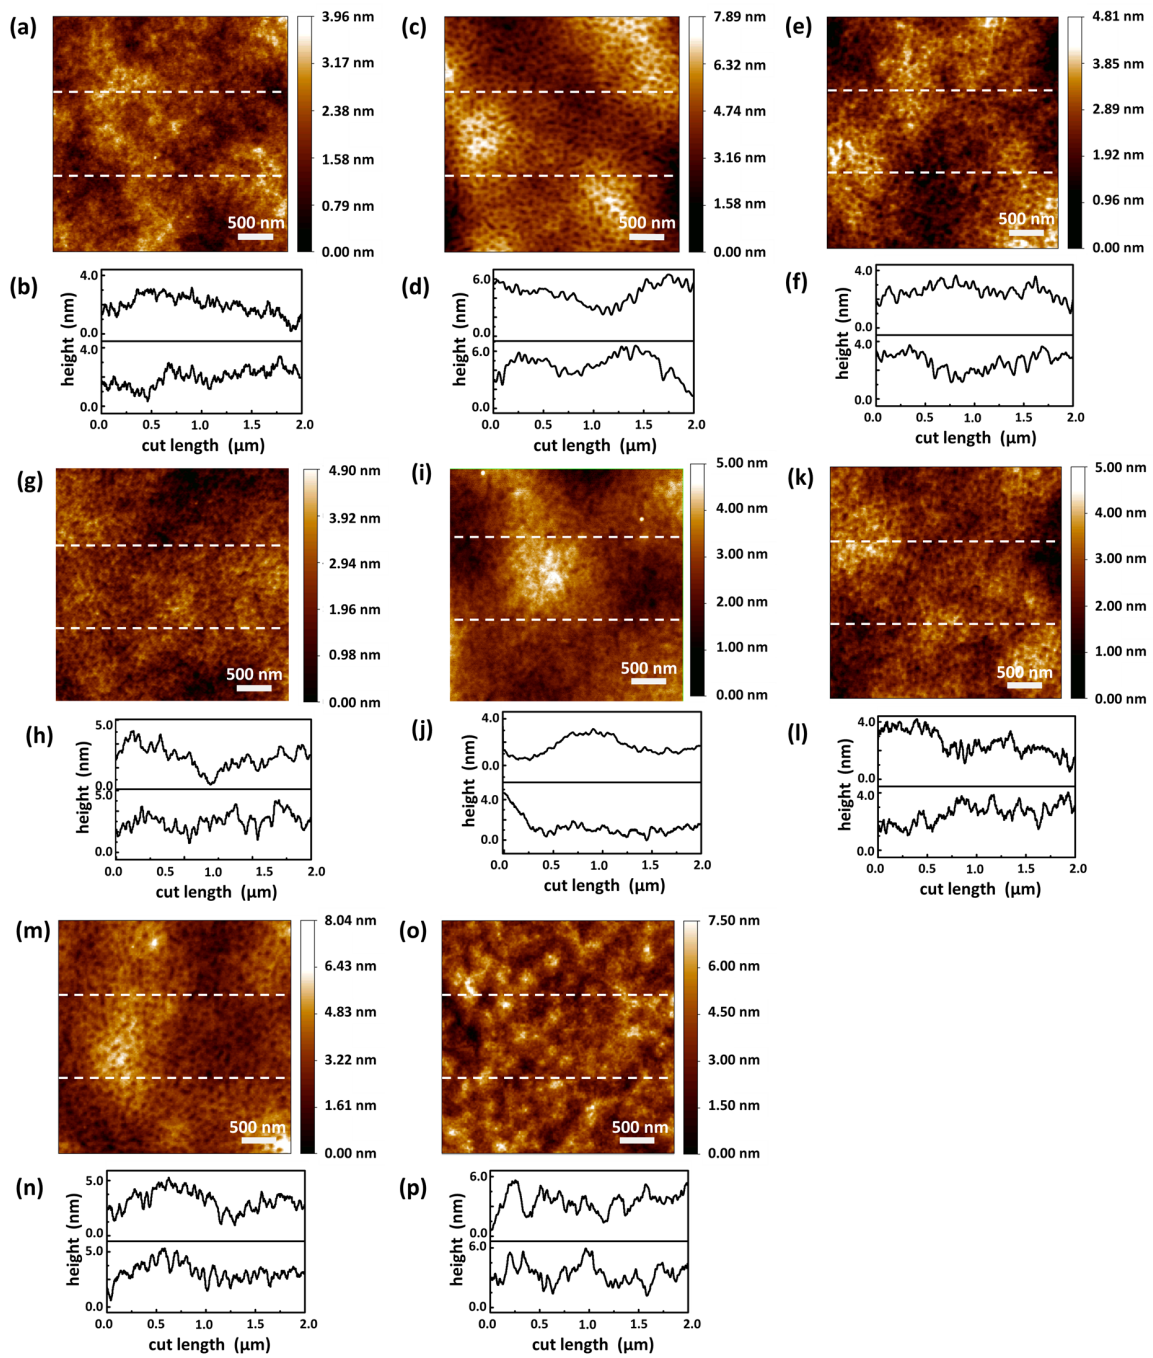 (a)
3.96 nm
3.17 nm
2.38 nm
1.58 nm
0.79 nm
0.00 nm
500 nm
(c)
7.89 nm
6.32 nm
4.74 nm
3.16 nm
1.58 nm
0.00 nm
500 nm
(e)
4.81 nm
3.85 nm
2.89 nm
1.92 nm
0.96 nm
0.00 nm
500 nm
(b)
height (nm)
4.0
0.0
4.0
0.0
0.0 0.5 1.0 1.5 2.0
cut length (μm)
(d)
height (nm)
6.0
0.0
6.0
0.0
0.0 0.5 1.0 1.5 2.0
cut length (μm)
(f)
height (nm)
4.0
0.0
4.0
0.0
0.0 0.5 1.0 1.5 2.0
cut length (μm)
(g)
4.90 nm
3.92 nm
2.94 nm
1.96 nm
0.98 nm
0.00 nm
500 nm
(i)
5.00 nm
4.00 nm
3.00 nm
2.00 nm
1.00 nm
0.00 nm
500 nm
(k)
5.00 nm
4.00 nm
3.00 nm
2.00 nm
1.00 nm
0.00 nm
500 nm
(h)
height (nm)
5.0
0.0
5.0
0.0
0.0 0.5 1.0 1.5 2.0
cut length (μm)
(j)
height (nm)
4.0
0.0
4.0
0.0
0.0 0.5 1.0 1.5 2.0
cut length (μm)
(l)
height (nm)
4.0
0.0
4.0
0.0
0.0 0.5 1.0 1.5 2.0
cut length (μm)
(m)
8.04 nm
6.43 nm
4.83 nm
3.22 nm
1.61 nm
0.00 nm
500 nm
(o)
7.50 nm
6.00 nm
4.50 nm
3.00 nm
1.50 nm
0.00 nm
500 nm
(n)
height (nm)
5.0
0.0
5.0
0.0
0.0 0.5 1.0 1.5 2.0
cut length (μm)
(p)
height (nm)
6.0
0.0
6.0
0.0
0.0 0.5 1.0 1.5 2.0
cut length (μm)